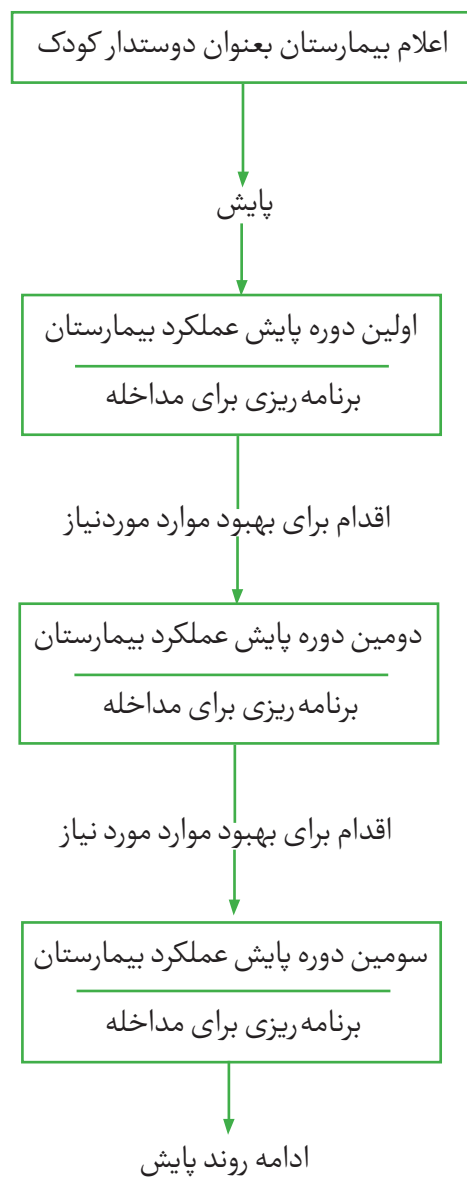 اعلام بیمارستان بعنوان دوستدار کودک
پایش
اولین دوره پایش عملکرد بیمارستان
برنامه ریزی برای مداخله
اقدام برای بهبود موارد موردنیاز
دومین دوره پایش عملکرد بیمارستان
برنامه ریزی برای مداخله
اقدام برای بهبود موارد مورد نیاز
سومین دوره پایش عملکرد بیمارستان
برنامه ریزی برای مداخله
ادامه روند پایش